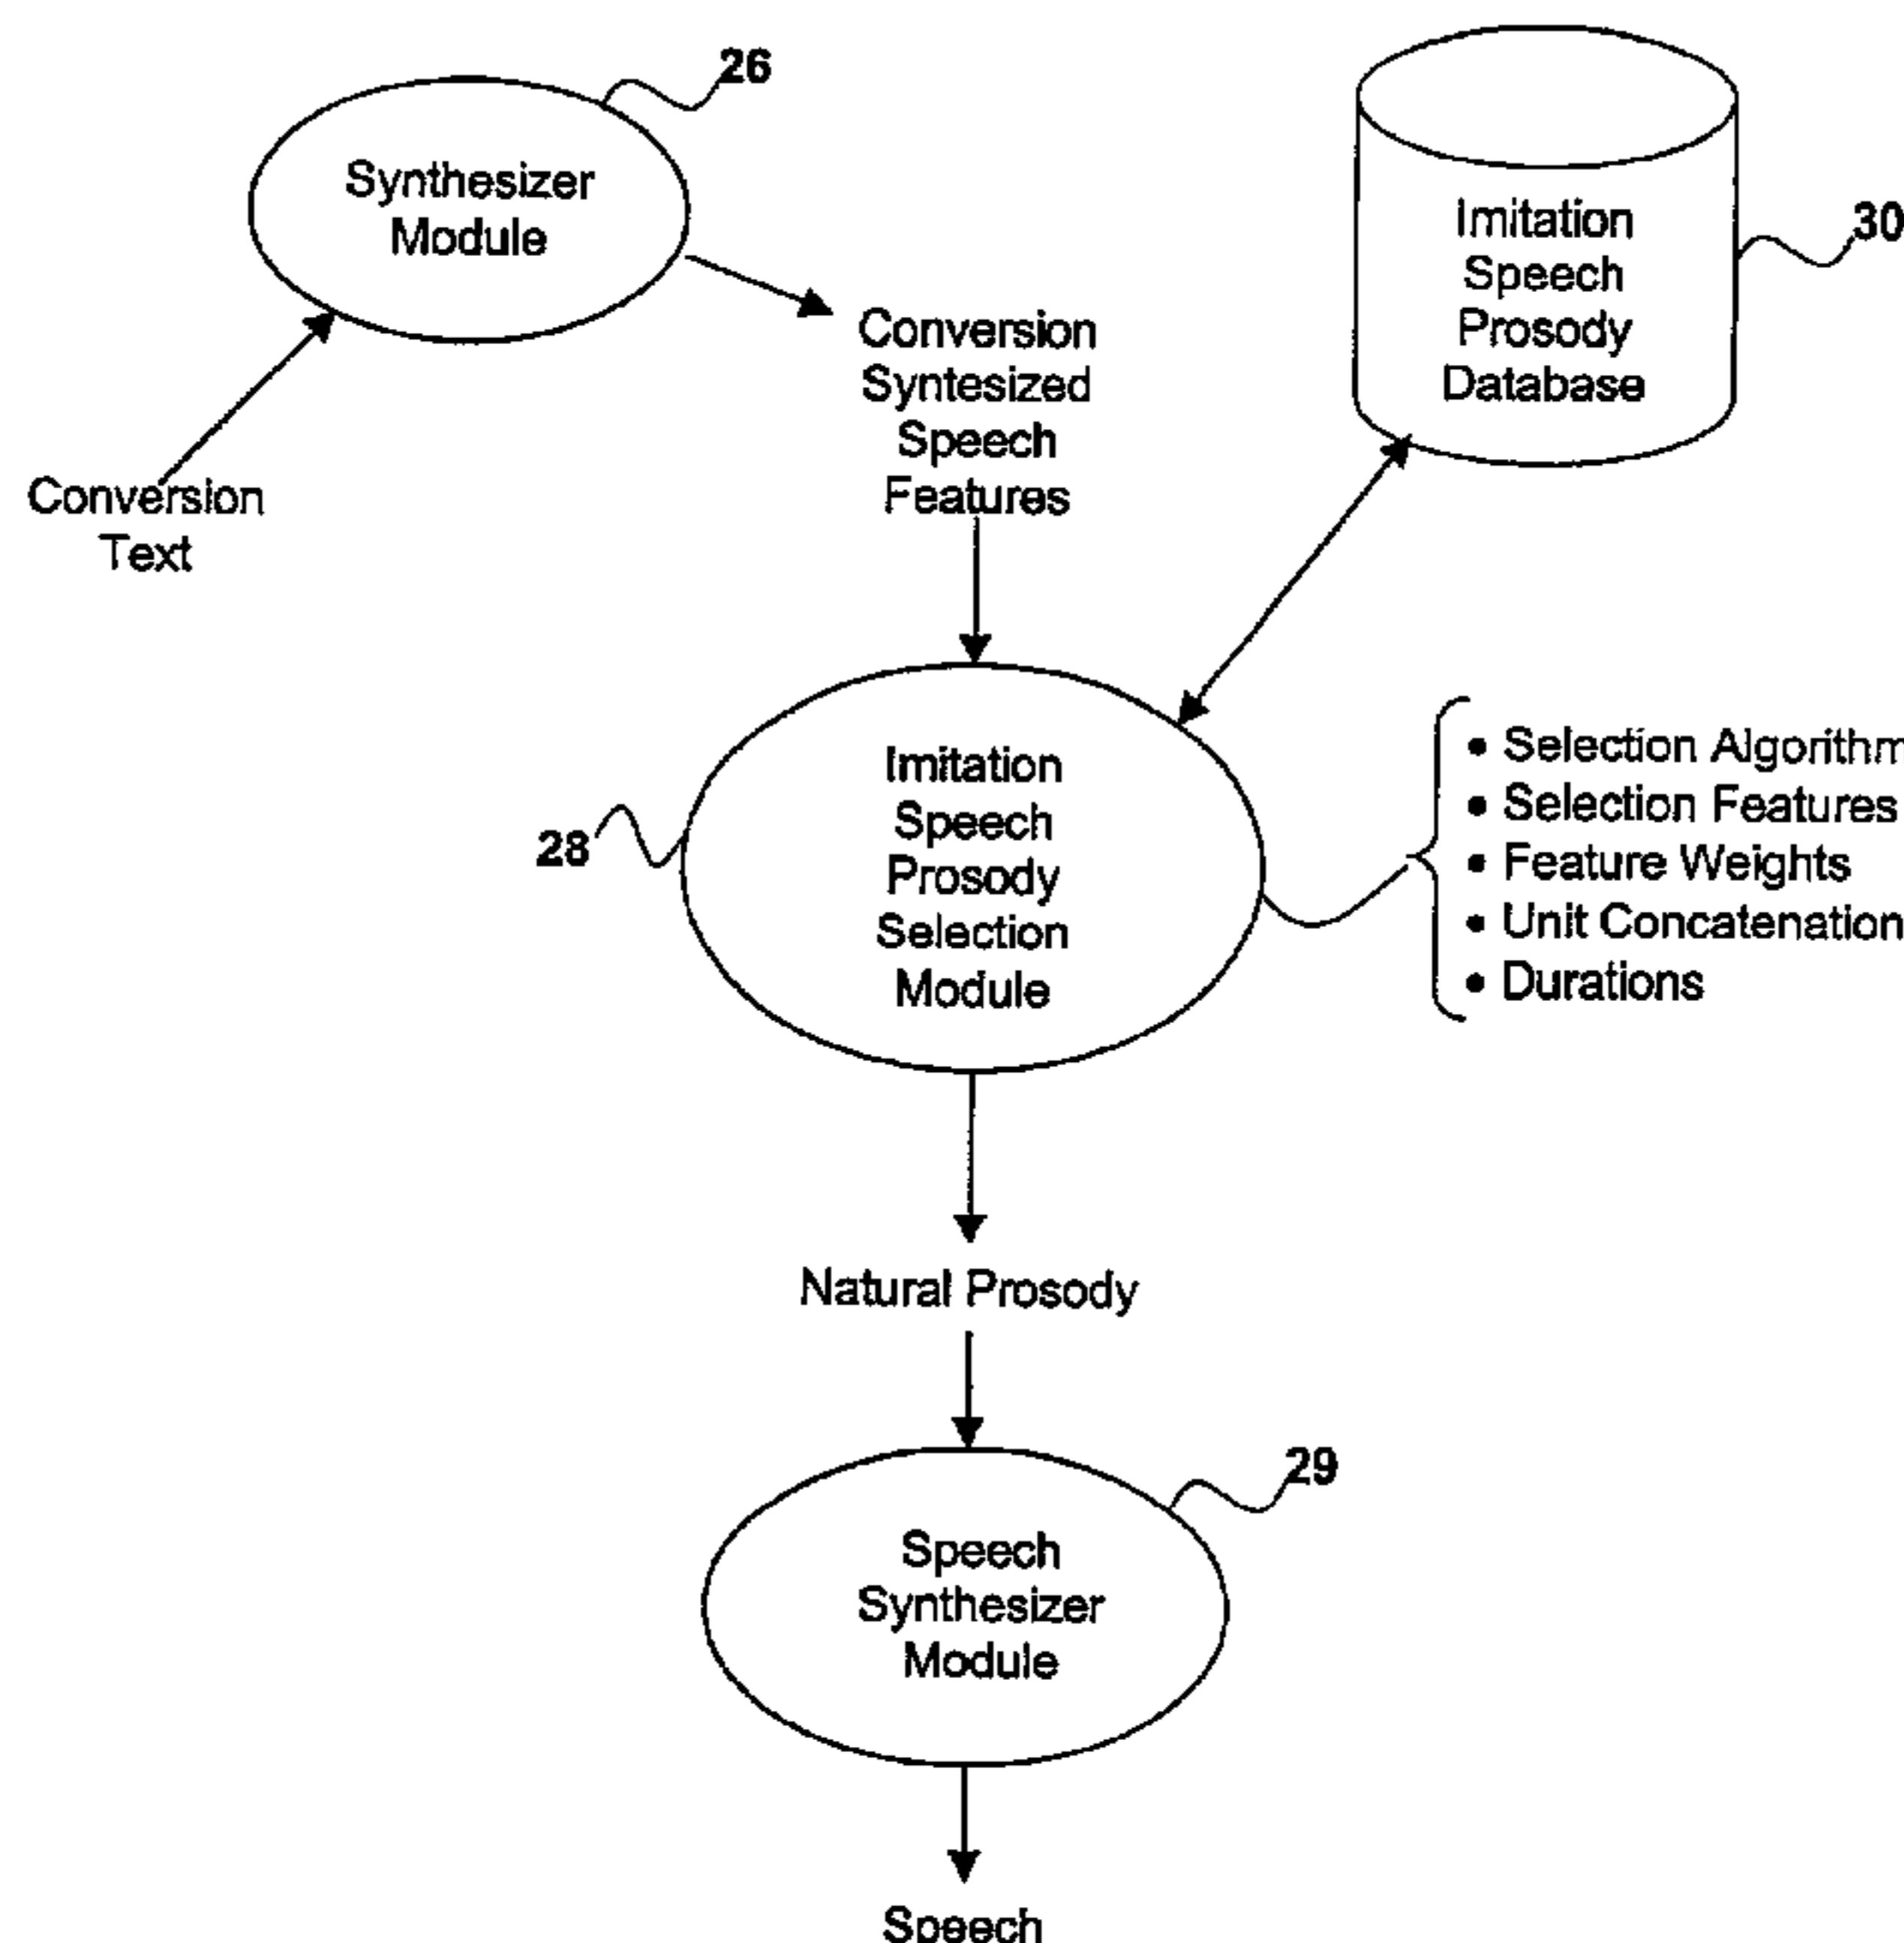 26
Synthesizer
Module
Imitation
Speech
Prosody
Database
30
Conversion
Syntesized
Speech
Features
Conversion
Text
Imitation
Speech
Prosody
Selection
Module
28
• Selection Algorithm
• Selection Features
• Feature Weights
• Unit Concatenation
• Durations
Natural Prosody
29
Speech
Synthesizer
Module
Speech